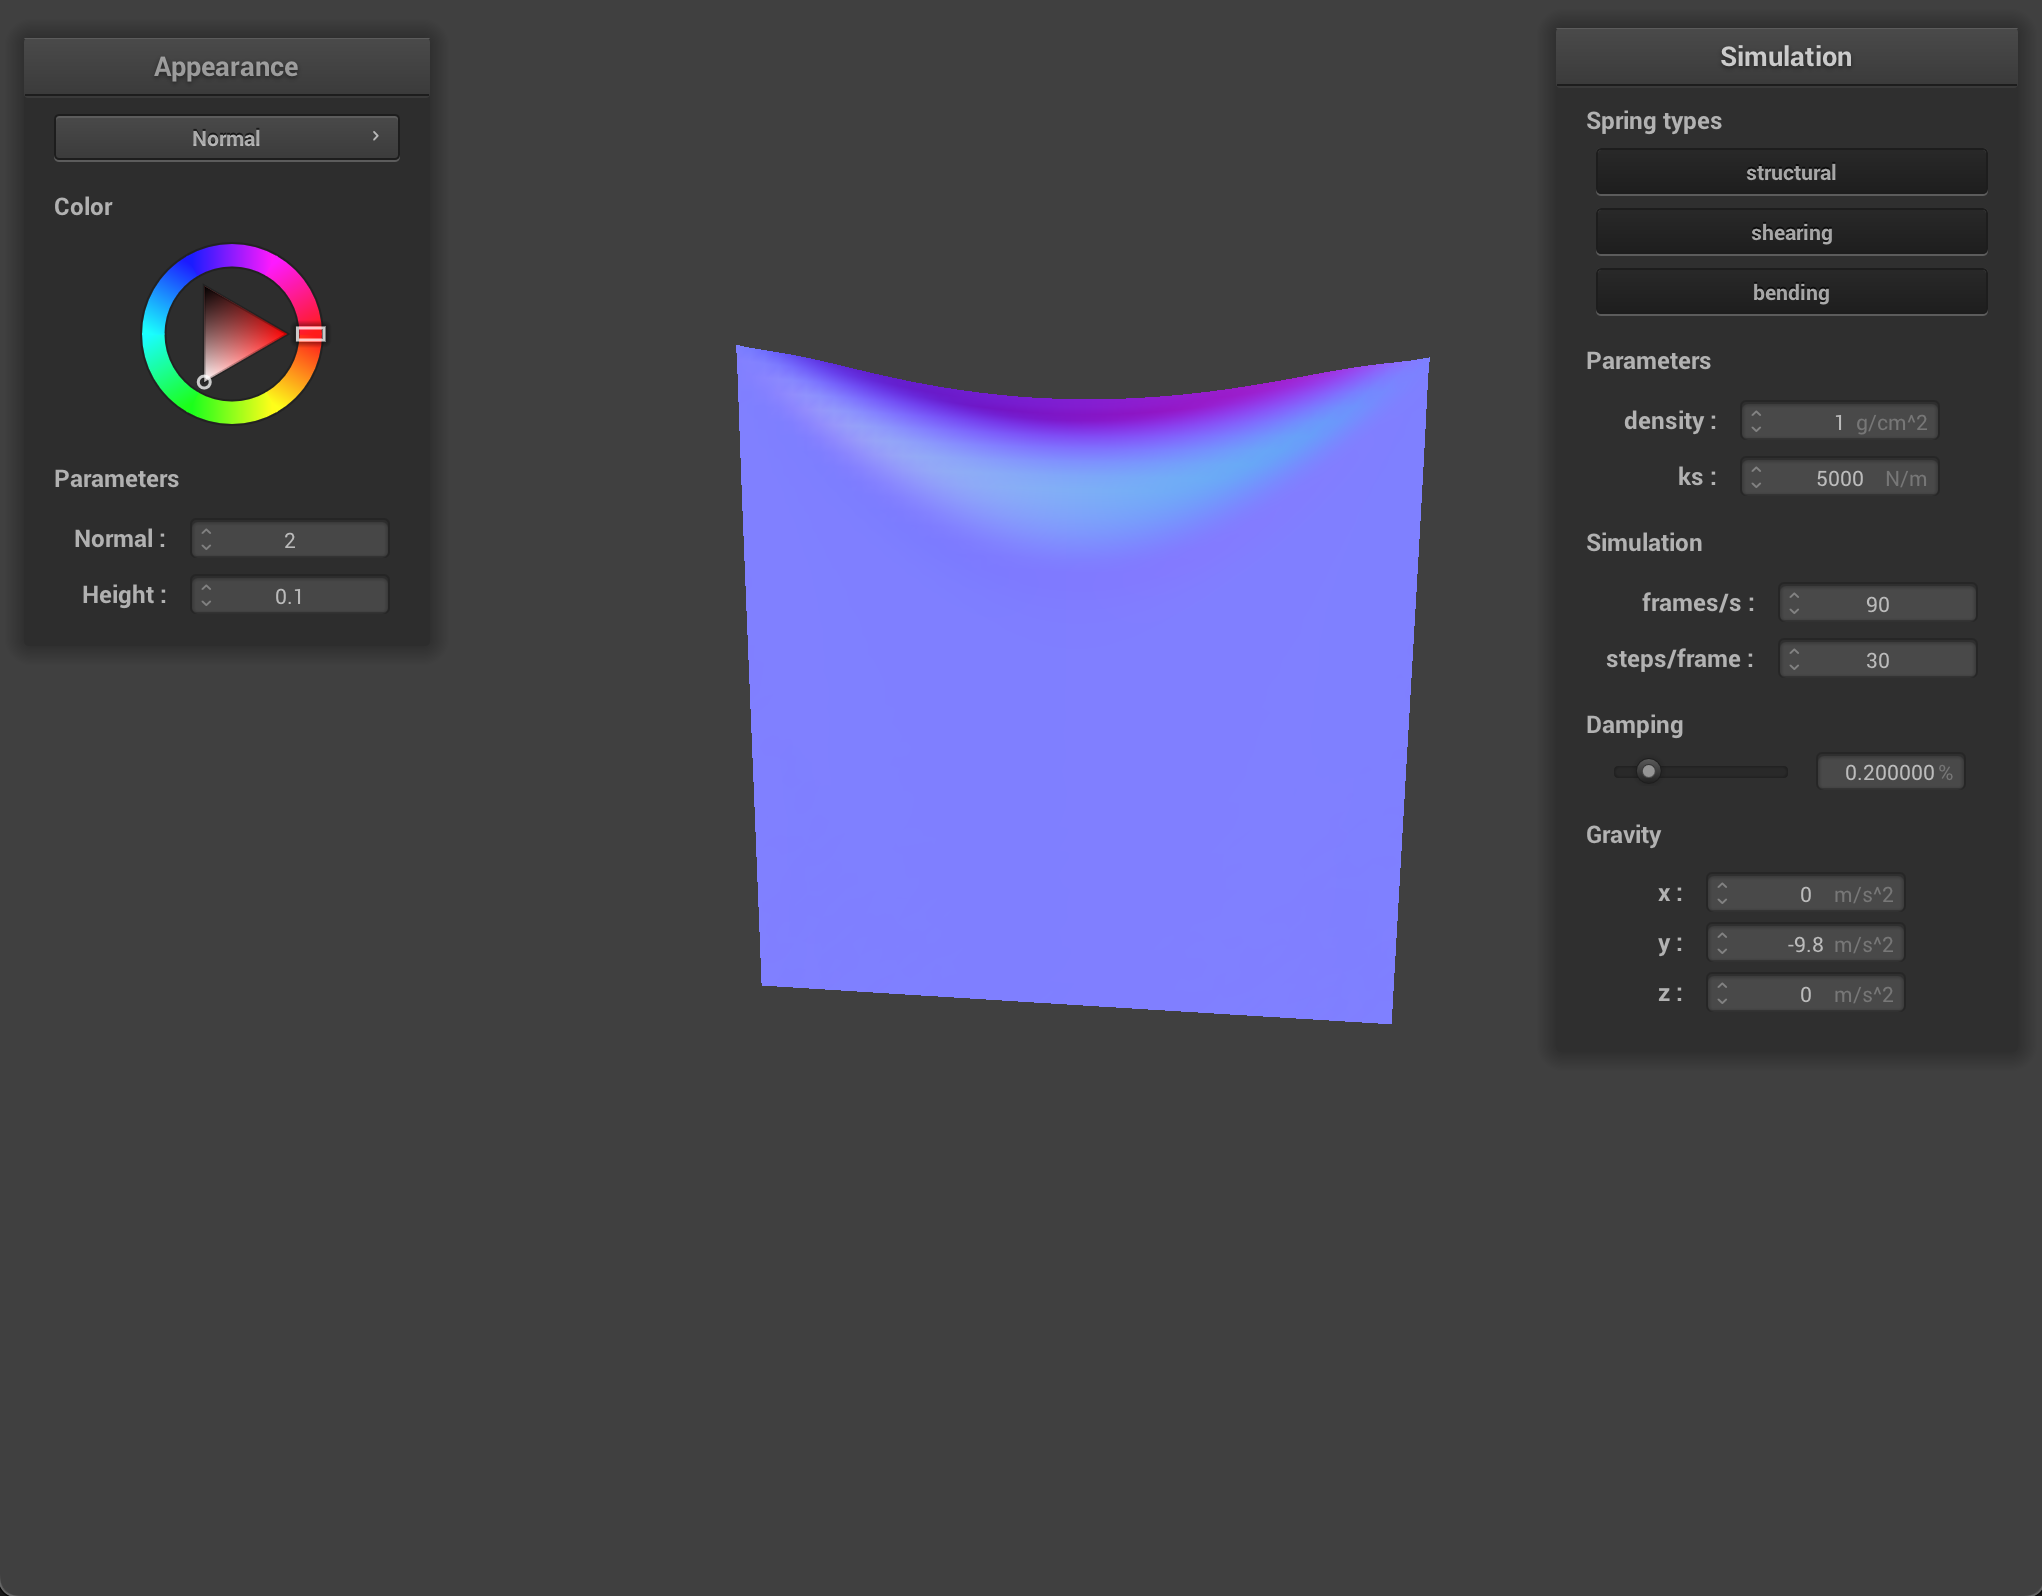 Appearance
Normal
Color
Parameters
Normal : 2
Height : 0.1
Simulation
Spring types
structural
shearing
bending
Parameters
density : 1 g/cm^2
ks : 5000 N/m
Simulation
frames/s : 90
steps/frame : 30
Damping
0.200000 %
Gravity
x : 0 m/s^2
y : -9.8 m/s^2
z : 0 m/s^2